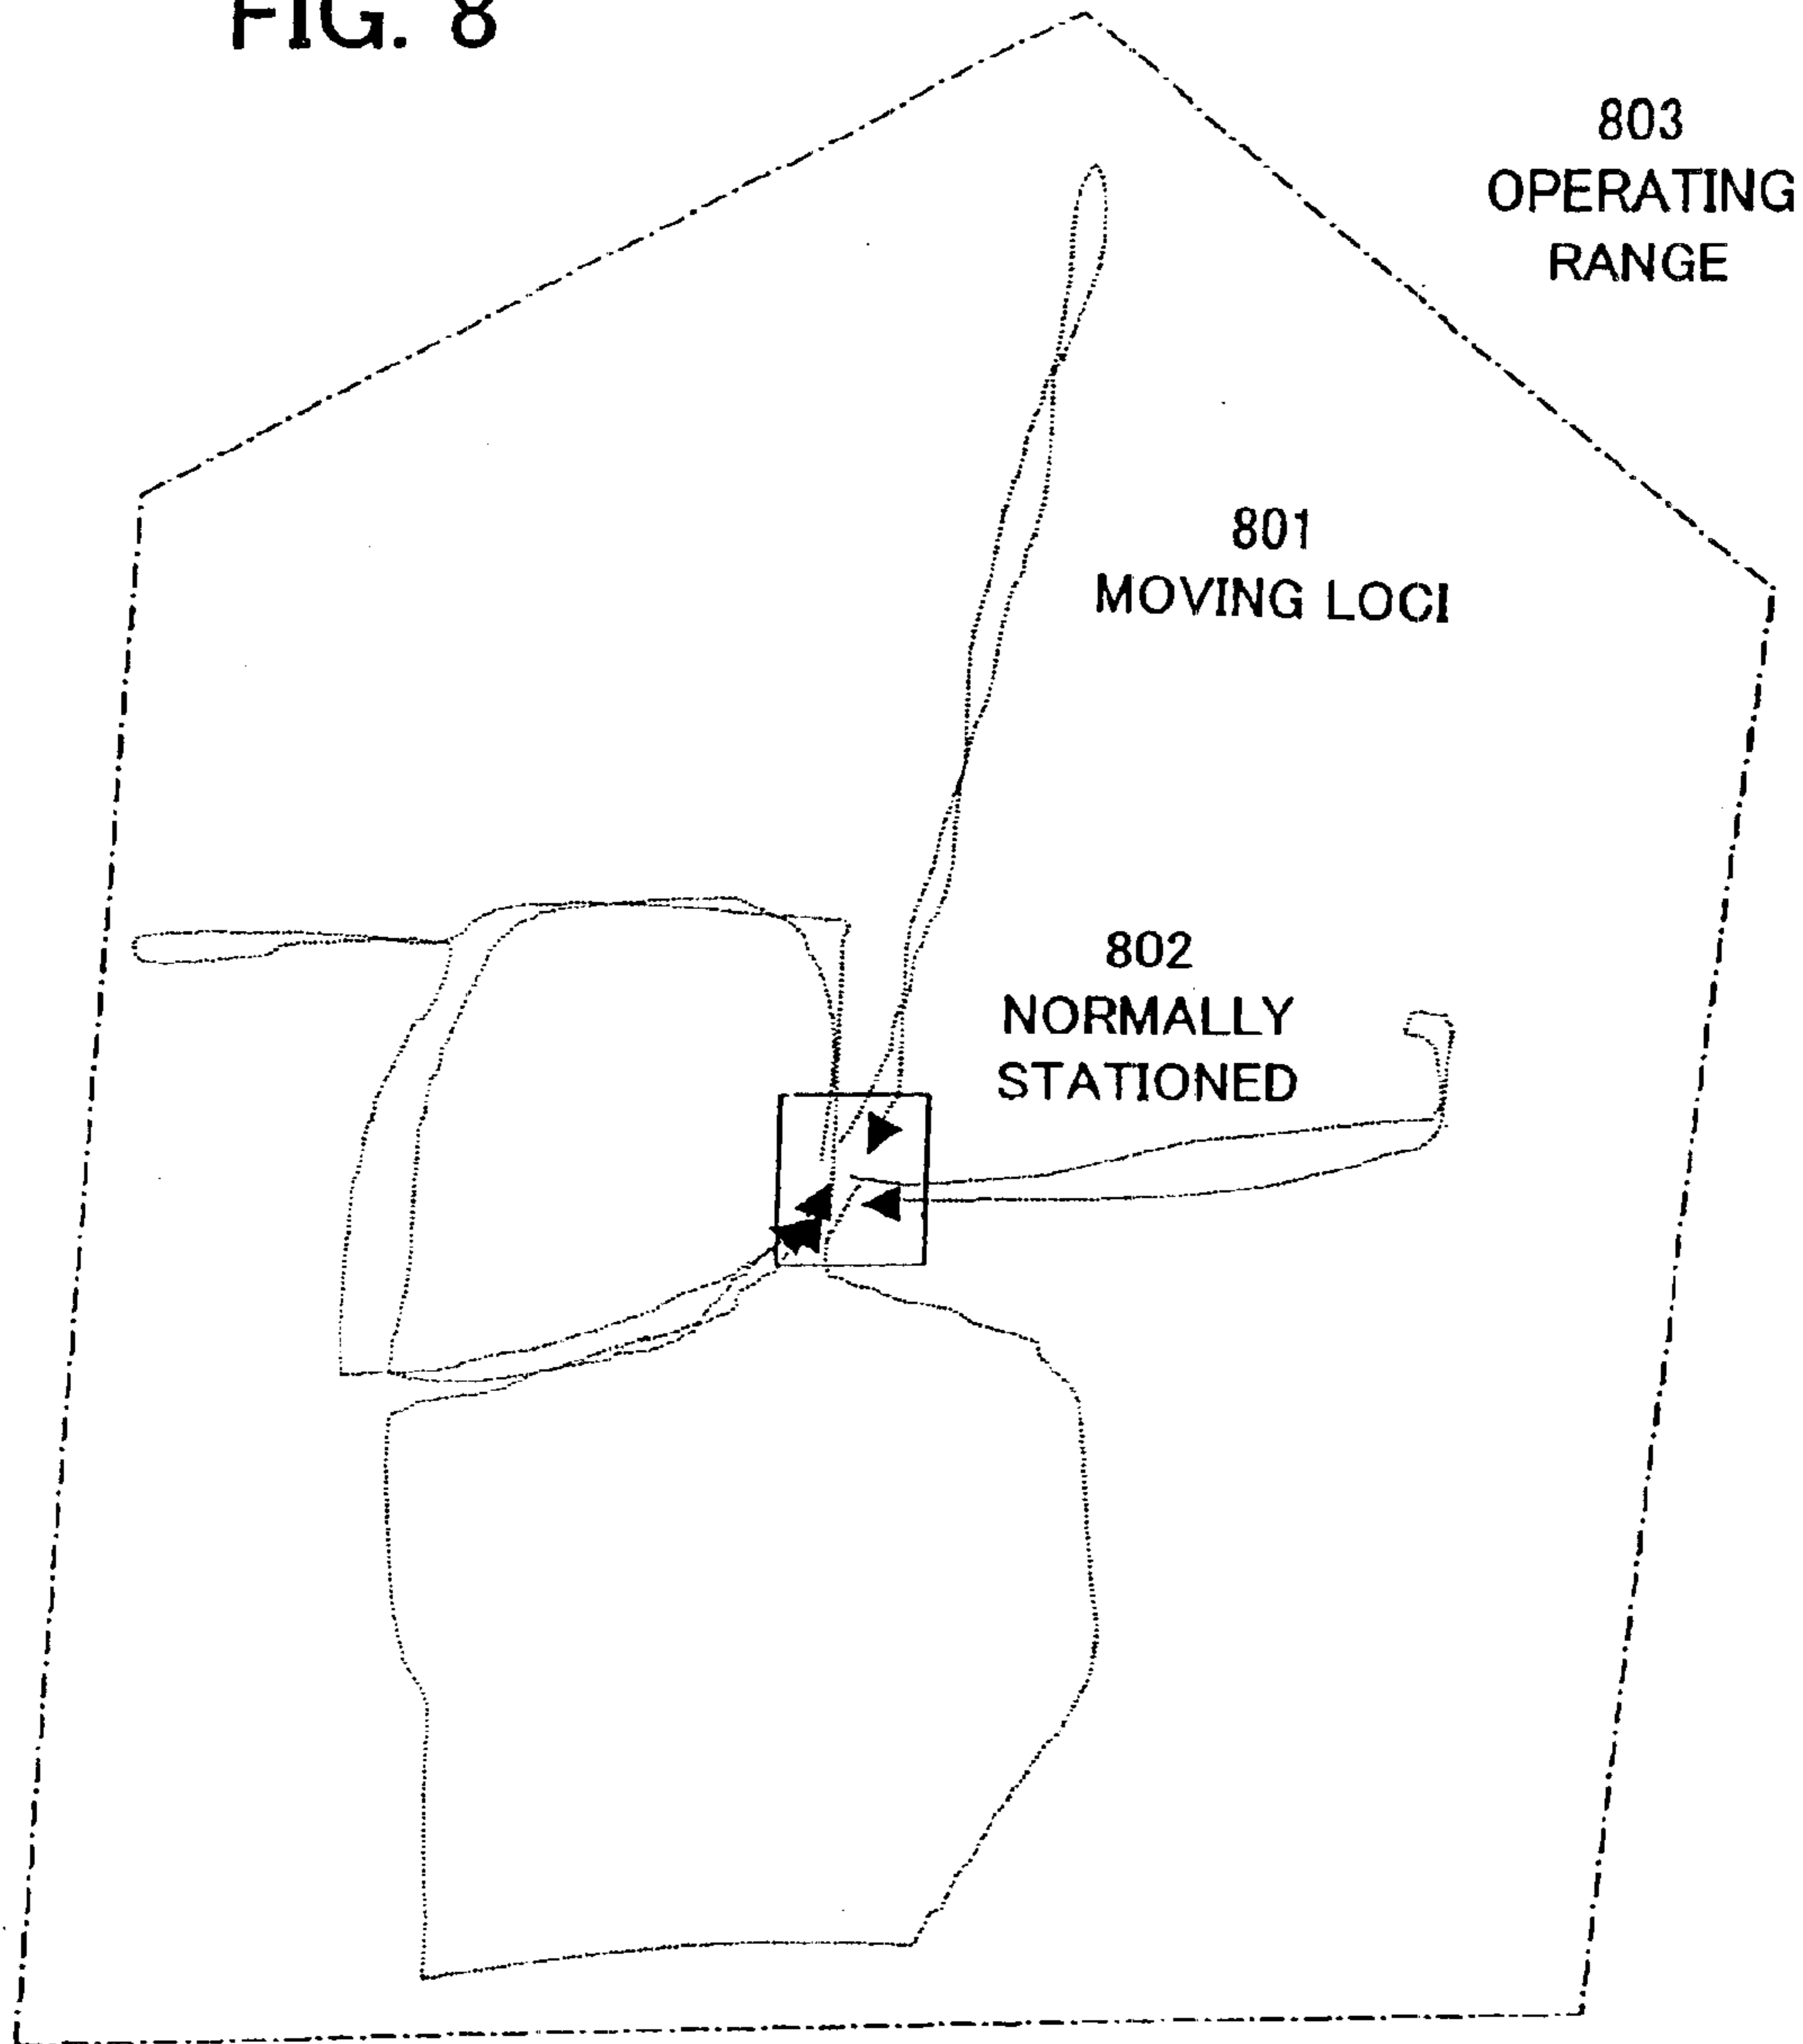 FIG. 8
803
OPERATING
RANGE
801
MOVING LOCI
802
NORMALLY
STATIONED